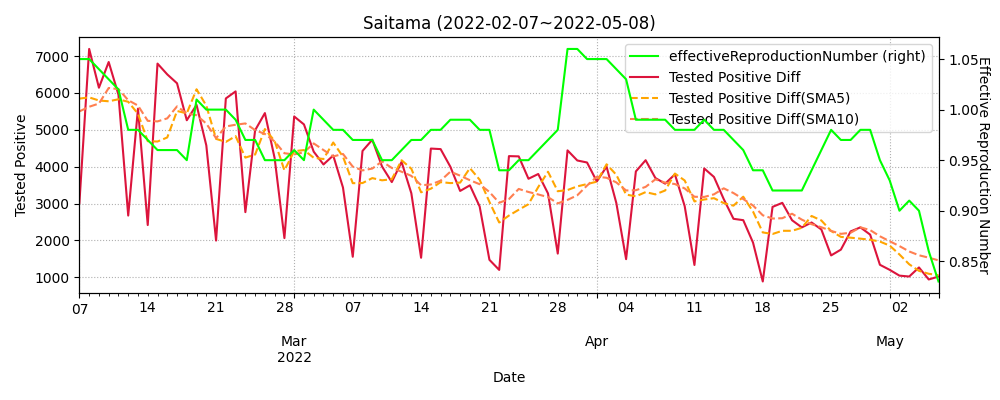 Saitama (2022-02-07~2022-05-08)
effectiveReproductionNumber (right)
Tested Positive Diff
Tested Positive Diff(SMA5)
Tested Positive Diff(SMA10)
Tested Positive
7000
6000
5000
4000
3000
2000
1000
1.05
1.00
0.95
0.90
0.85
Effective Reproduction Number
07 14 21 28 07 14 21 28 04 11 18 25 02
Mar Apr May
2022
Date